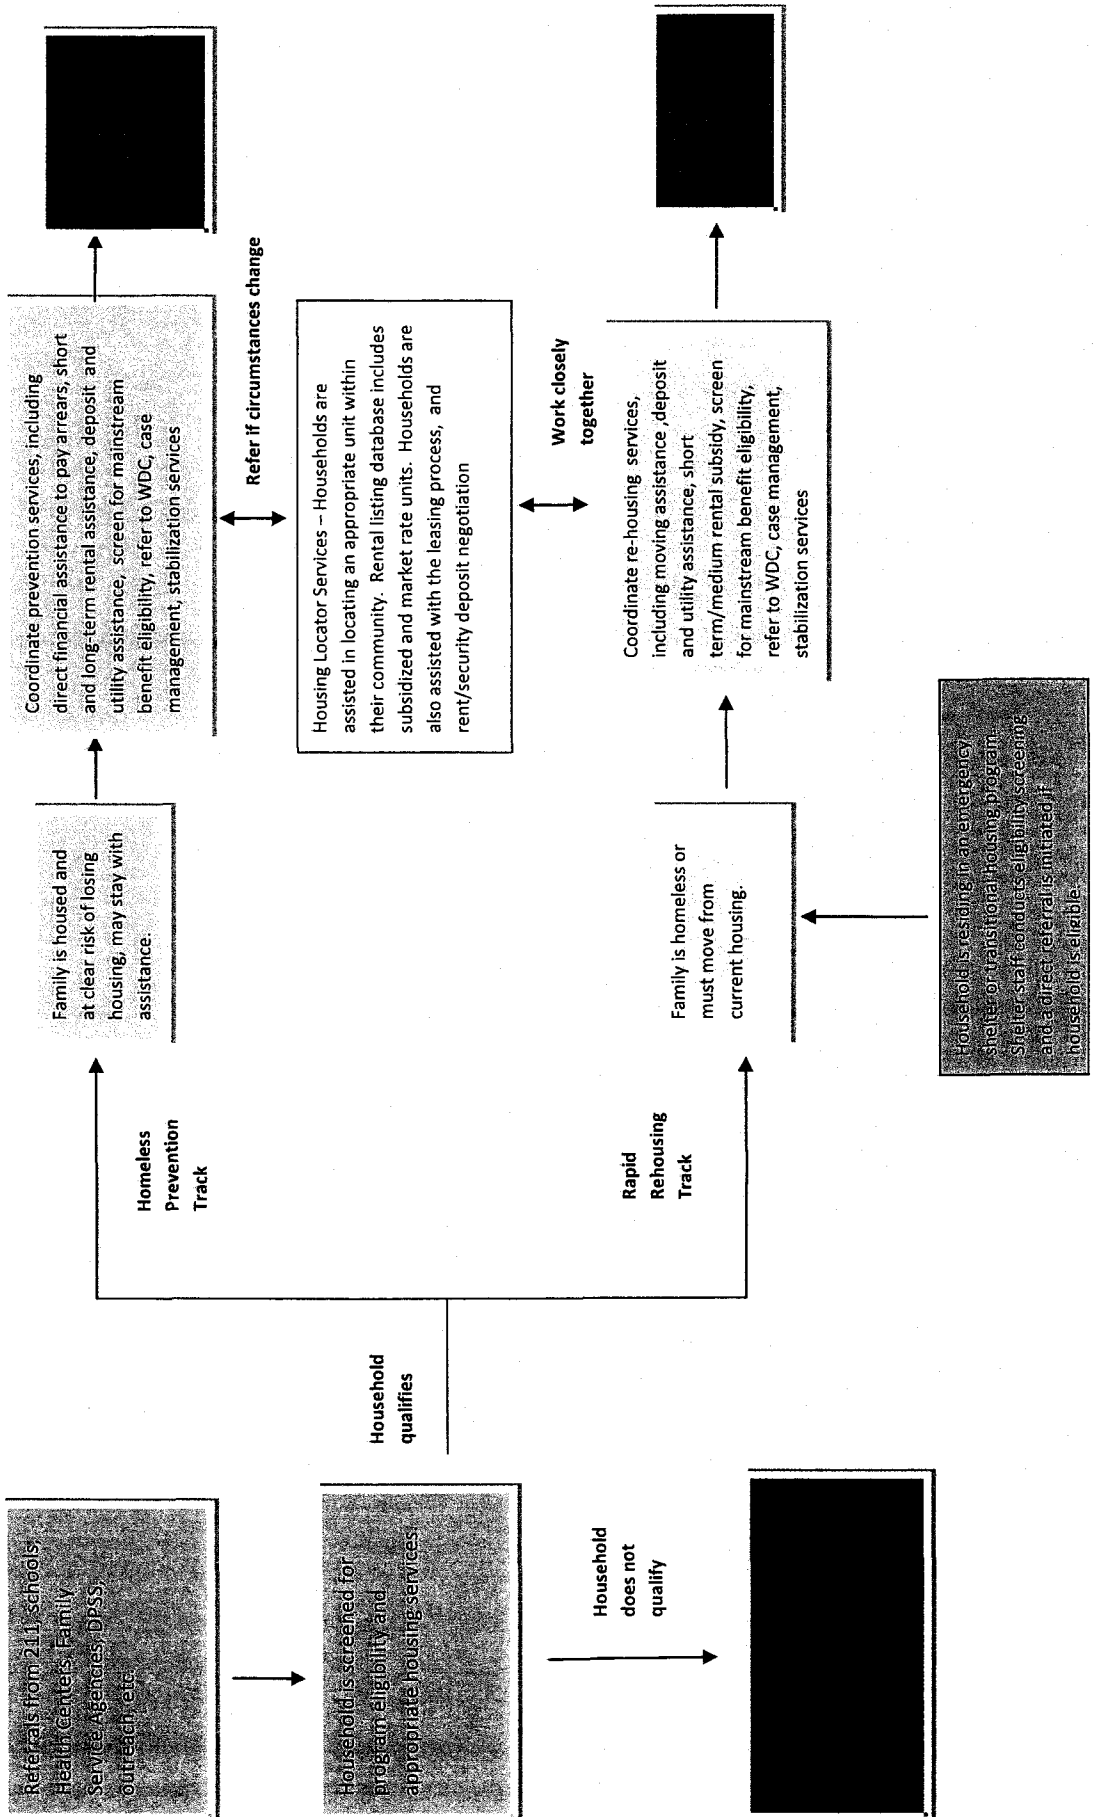 Referrals from 211, schools,
Health Centers, Family
Service Agencies, DPSS,
outreach, etc.
Household is screened for
program eligibility and
appropriate housing services
Household
does not
qualify
Household
qualifies
Homeless
Prevention
Track
Rapid
Rehousing
Track
Family is housed and
at clear risk of losing
housing, may stay with
assistance.
Family is homeless or
must move from
current housing.
Household is residing in an emergency
shelter or transitional housing program.
Shelter staff conducts eligibility screening
and a direct referral is initiated if
household is eligible.
Coordinate prevention services, including
direct financial assistance to pay arrears, short
and long-term rental assistance, deposit and
utility assistance, screen for mainstream
benefit eligibility, refer to WDC, case
management, stabilization services
Refer if circumstances change
Housing Locator Services – Households are
assisted in locating an appropriate unit within
their community. Rental listing database includes
subsidized and market rate units. Households are
also assisted with the leasing process, and
rent/security deposit negotiation
Work closely
together
Coordinate re-housing services,
including moving assistance ,deposit
and utility assistance, short
term/medium rental subsidy, screen
for mainstream benefit eligibility,
refer to WDC, case management,
stabilization services